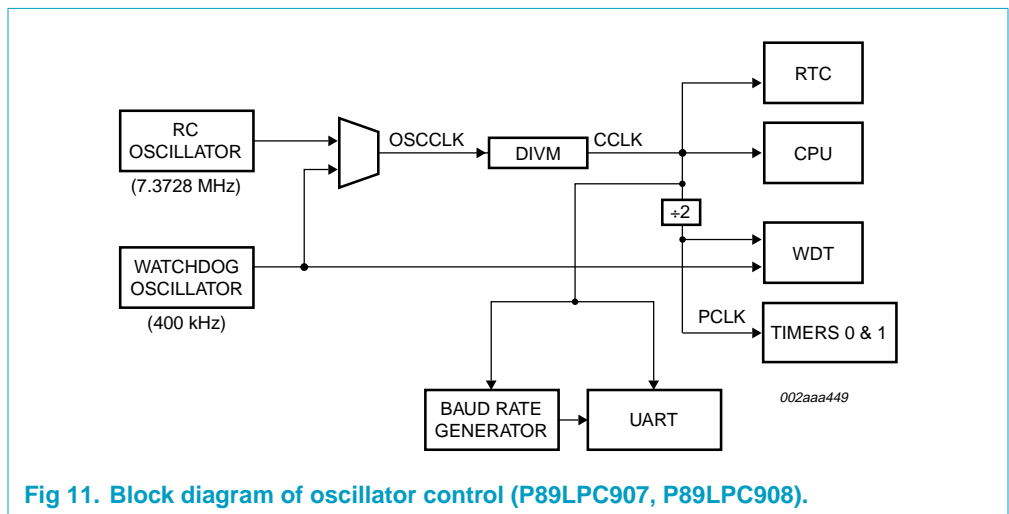 RTC
RC
OSCILLATOR
(7.3728 MHz)
OSCCLK
DIVM
CCLK
CPU
÷2
WATCHDOG
OSCILLATOR
(400 kHz)
WDT
PCLK
TIMERS 0 & 1
BAUD RATE
GENERATOR
UART
002aaa449
Fig 11. Block diagram of oscillator control (P89LPC907, P89LPC908).